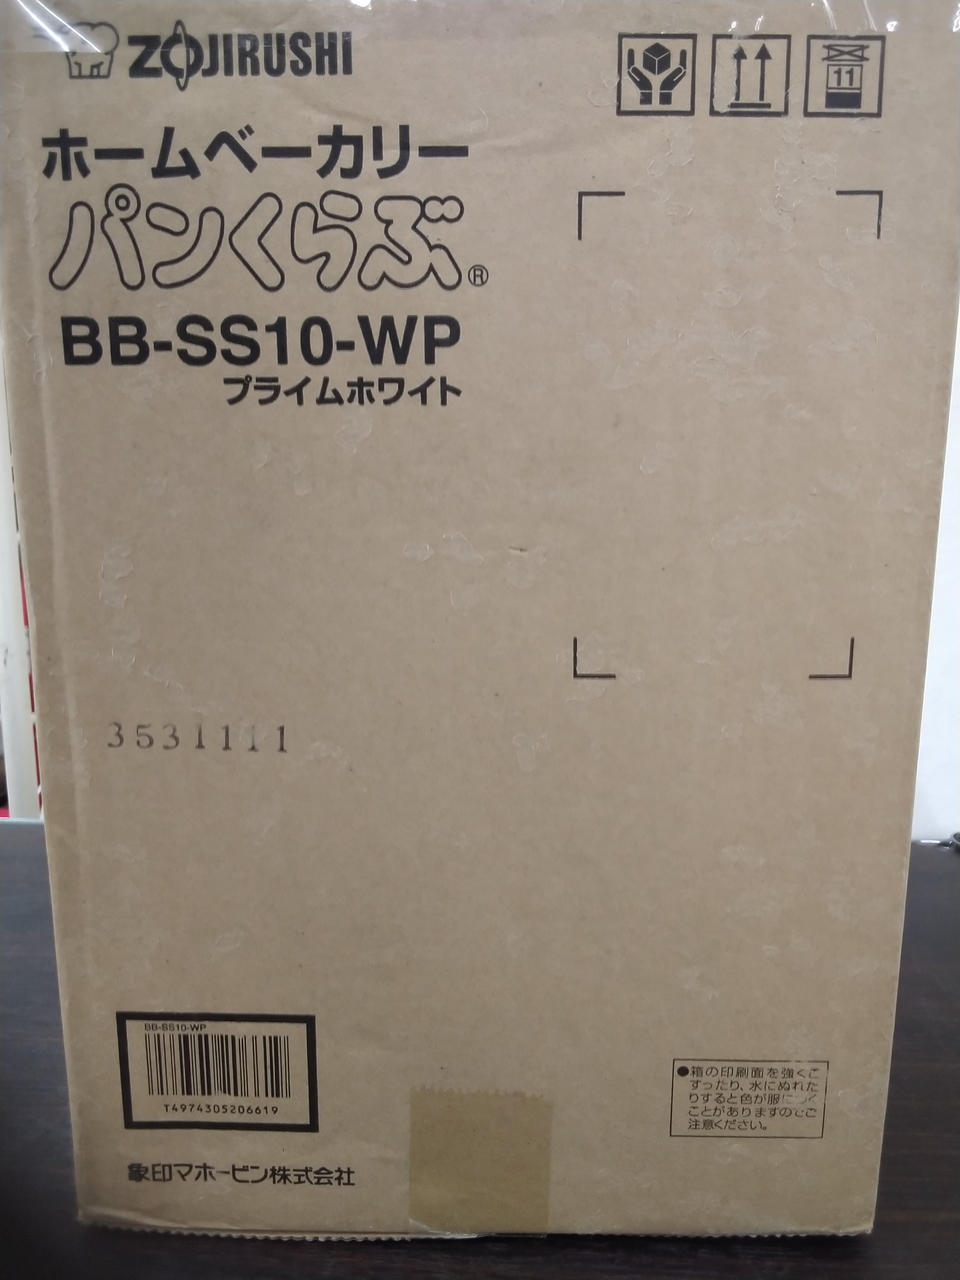 ZOJIRUSHI
11
ホームベーカリー
パンくらぶ®
BB-SS10-WP
プライムホワイト
3531111
BB-SS10-WP
T4974305206619
象印マホービン株式会社
●箱の印刷面を強くこ
すったり、水にぬれた
りすると色が服につく
ことがありますのでご
注意ください。